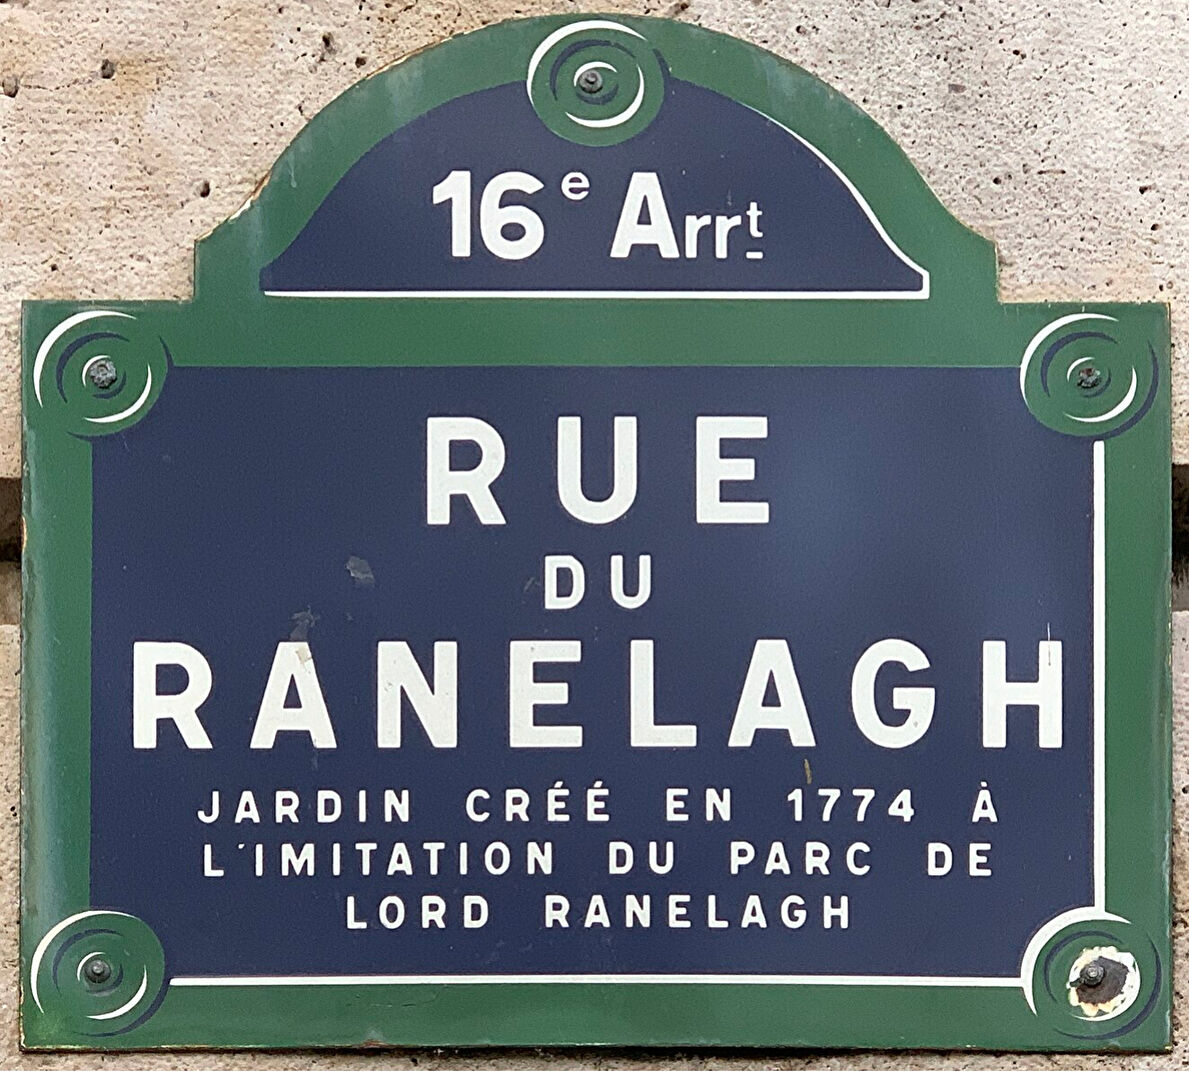 16e Arrt
RUE
DU
RANELAGH
JARDIN CRÉÉ EN 1774 À
L'IMITATION DU PARC DE
LORD RANELAGH